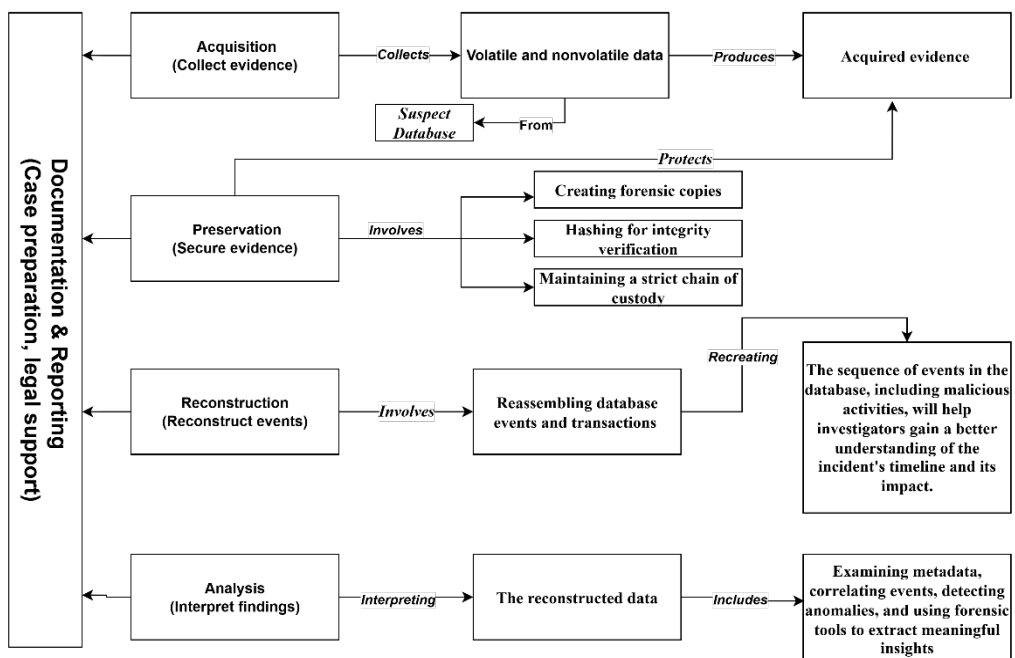 Documentation & Reporting
(Case preparation, legal support)
Acquisition
(Collect evidence)
Collects
Volatile and nonvolatile data
Produces
Acquired evidence
Suspect
Database
From
Protects
Preservation
(Secure evidence)
Involves
Creating forensic copies
Hashing for integrity
verification
Maintaining a strict chain of
custody
Reconstruction
(Reconstruct events)
Involves
Reassembling database
events and transactions
Recreating
The sequence of events in the
database, including malicious
activities, will help
investigators gain a better
understanding of the
incident's timeline and its
impact.
Analysis
(Interpret findings)
Interpreting
The reconstructed data
Includes
Examining metadata,
correlating events, detecting
anomalies, and using forensic
tools to extract meaningful
insights